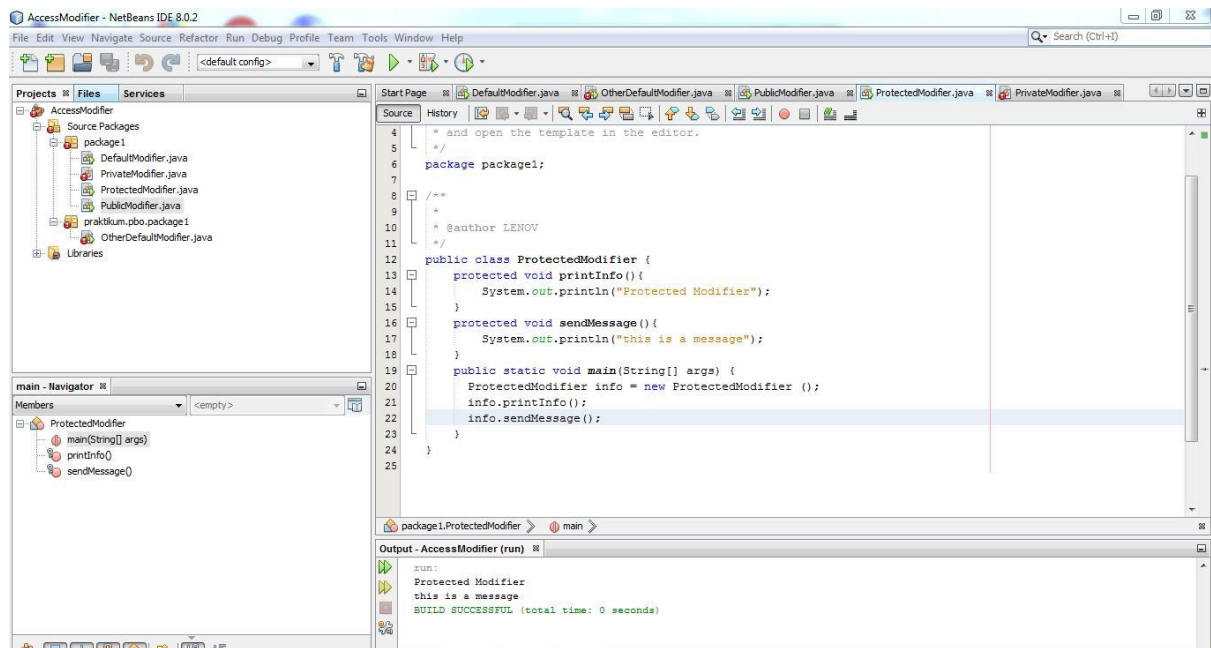 AccessModifier - NetBeans IDE 8.0.2
File Edit View Navigate Source Refactor Run Debug Profile Team Tools Window Help
Search (Ctrl+I)
<default config>
Projects Files Services
AccessModifier
Source Packages
package1
DefaultModifier.java
PrivateModifier.java
ProtectedModifier.java
PublicModifier.java
praktikum.pbo.package1
OtherDefaultModifier.java
Libraries
main - Navigator
Members <empty>
ProtectedModifier
main(String[] args)
printInfo()
sendMessage()
Start Page DefaultModifier.java OtherDefaultModifier.java PublicModifier.java ProtectedModifier.java PrivateModifier.java
Source History
4 * and open the template in the editor.
5 */
6 package package1;
7
8 /**
9 *
10 * @author LENOV
11 */
12 public class ProtectedModifier {
13 protected void printInfo(){
14 System.out.println("Protected Modifier");
15 }
16 protected void sendMessage(){
17 System.out.println("this is a message");
18 }
19 public static void main(String[] args) {
20 ProtectedModifier info = new ProtectedModifier ();
21 info.printInfo();
22 info.sendMessage();
23 }
24 }
25
package1.ProtectedModifier main
Output - AccessModifier (run)
run:
Protected Modifier
this is a message
BUILD SUCCESSFUL (total time: 0 seconds)